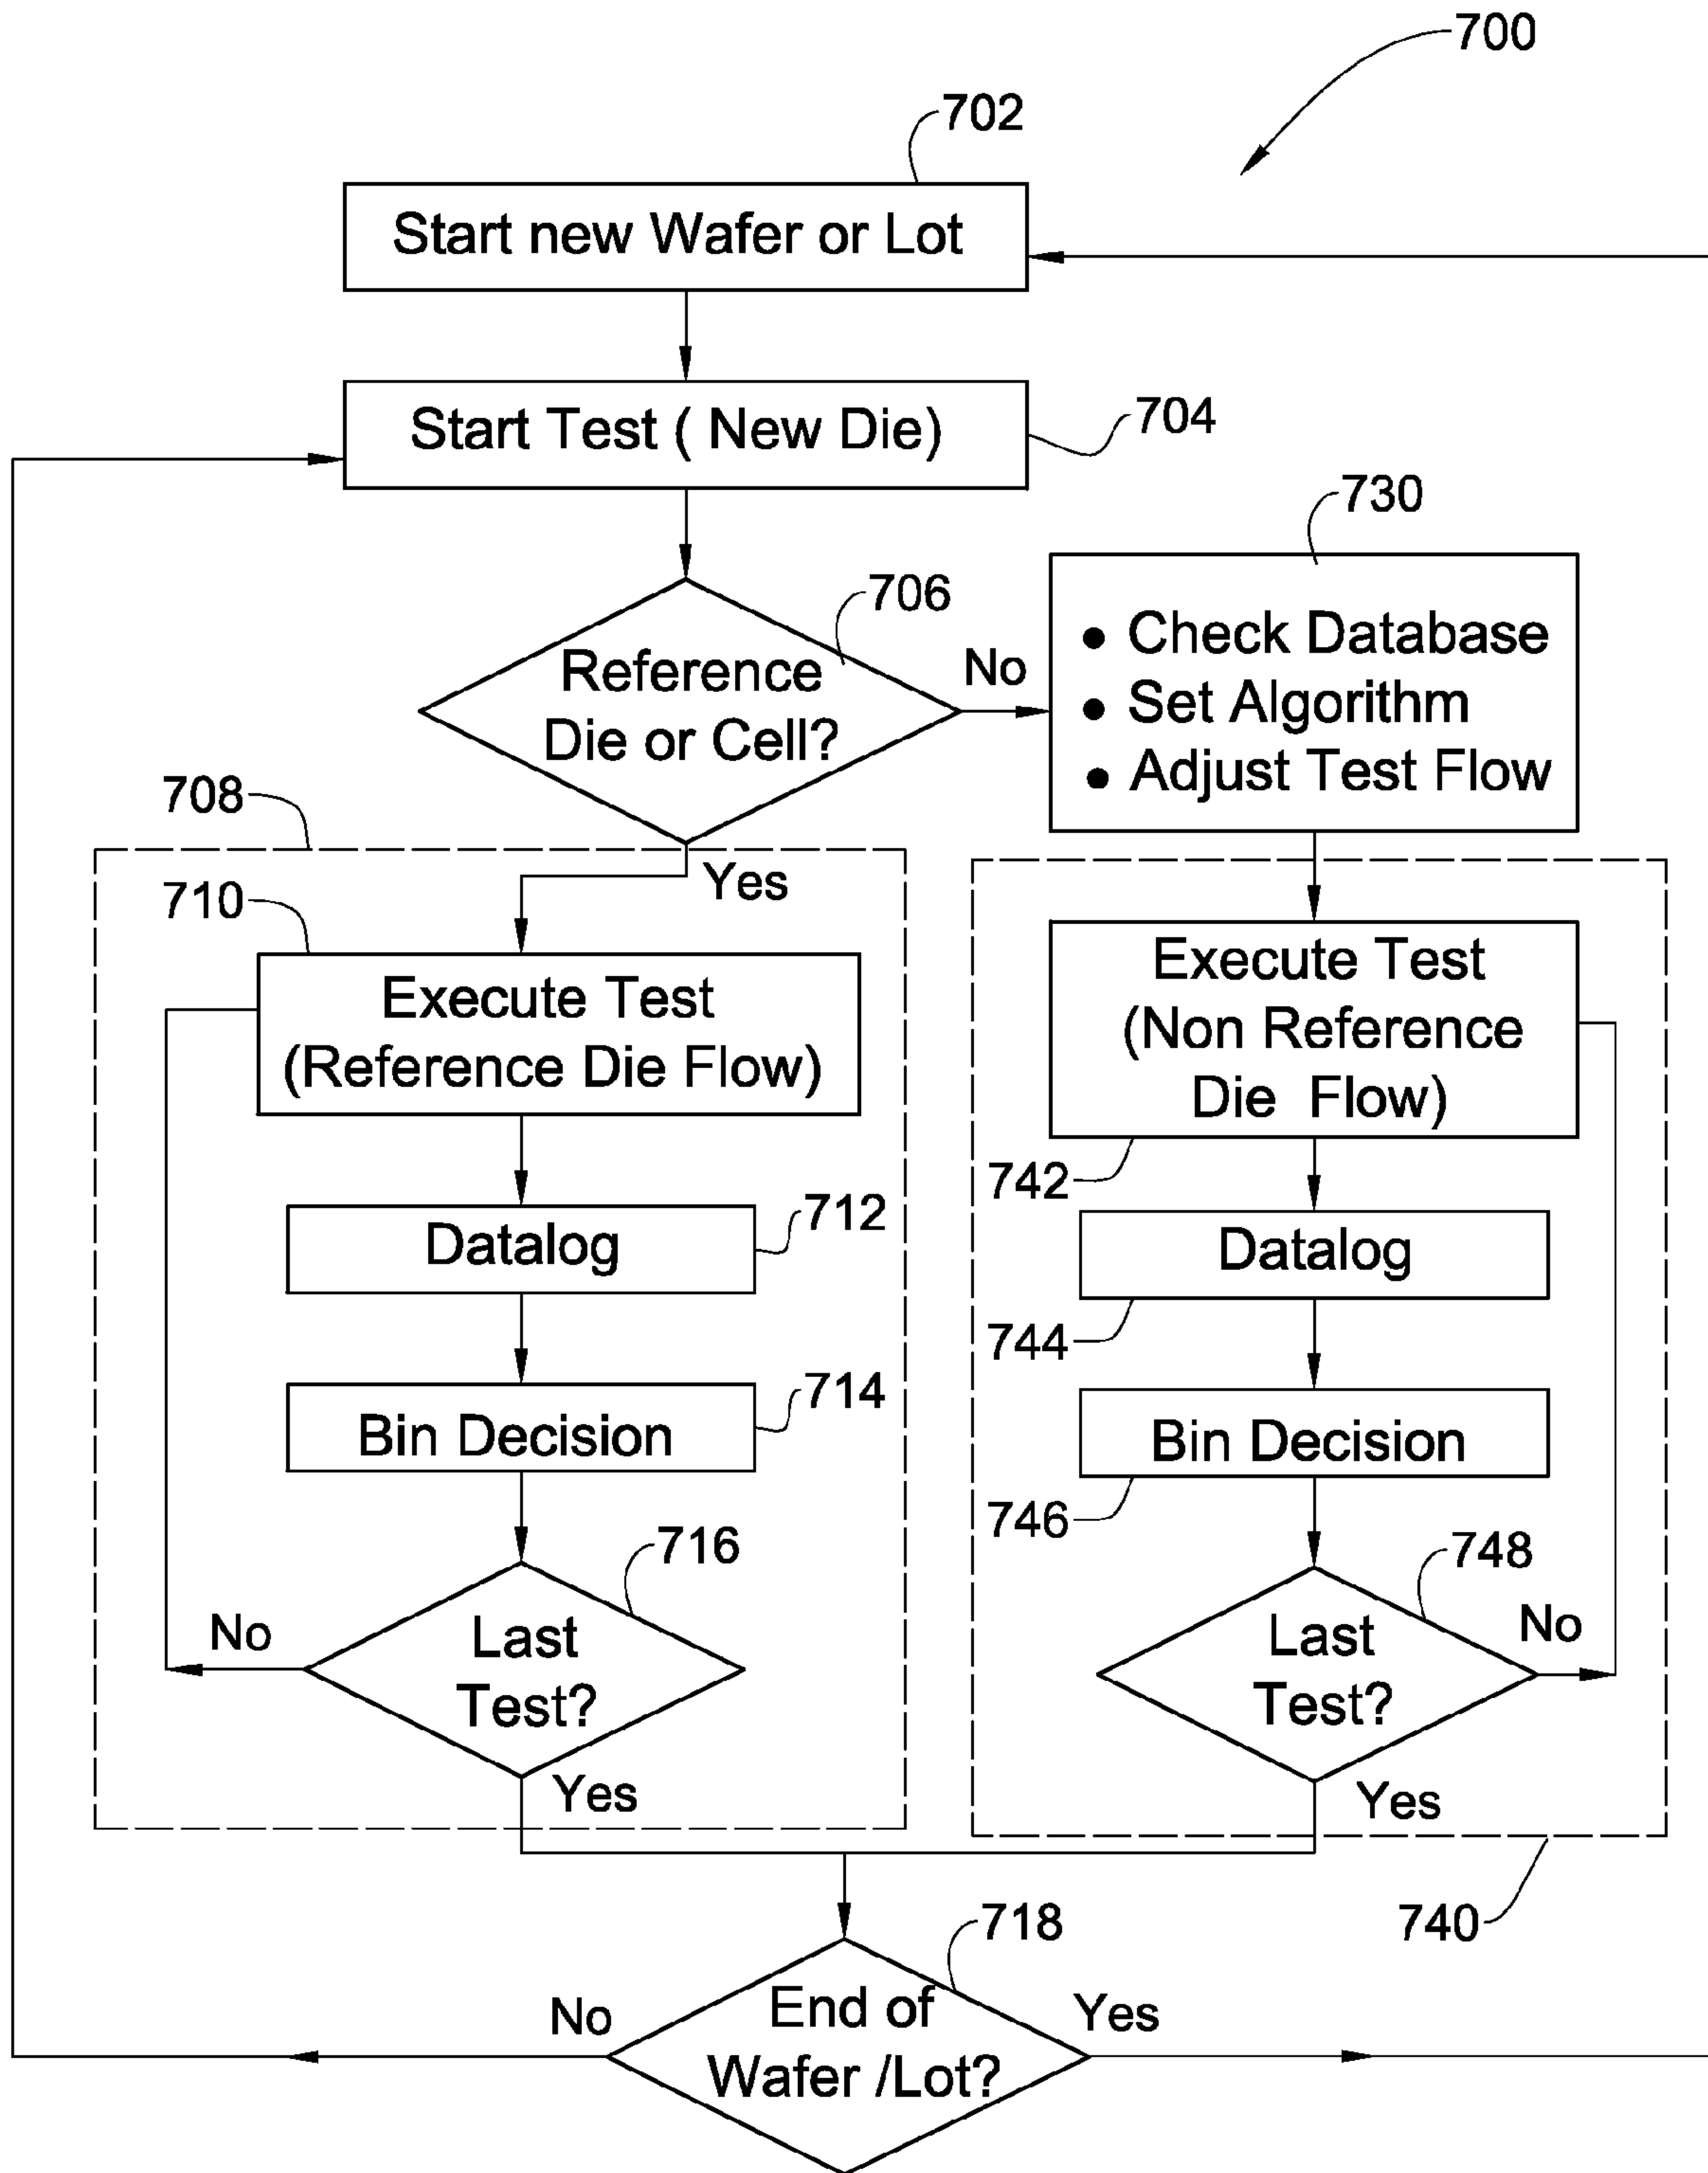 700
702
Start new Wafer or Lot
Start Test ( New Die)
704
730
706
Reference
Die or Cell?
No
• Check Database
• Set Algorithm
• Adjust Test Flow
708
Yes
710
Execute Test
(Reference Die Flow)
Execute Test
(Non Reference
Die Flow)
742
712
Datalog
Datalog
744
714
Bin Decision
Bin Decision
746
716
748
No
Last
Test?
Yes
Last
Test?
No
Yes
740
718
No
End of
Wafer /Lot?
Yes